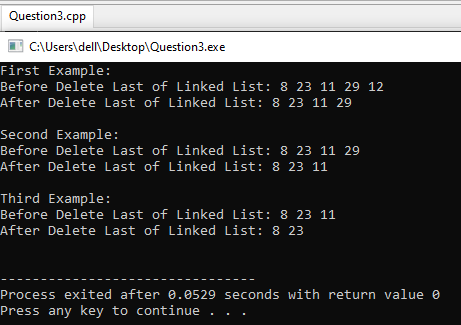 Question3.cpp
C:\Users\dell\Desktop\Question3.exe
First Example:
Before Delete Last of Linked List: 8 23 11 29 12
After Delete Last of Linked List: 8 23 11 29
Second Example:
Before Delete Last of Linked List: 8 23 11 29
After Delete Last of Linked List: 8 23 11
Third Example:
Before Delete Last of Linked List: 8 23 11
After Delete Last of Linked List: 8 23
--------------------------------
Process exited after 0.0529 seconds with return value 0
Press any key to continue . . .